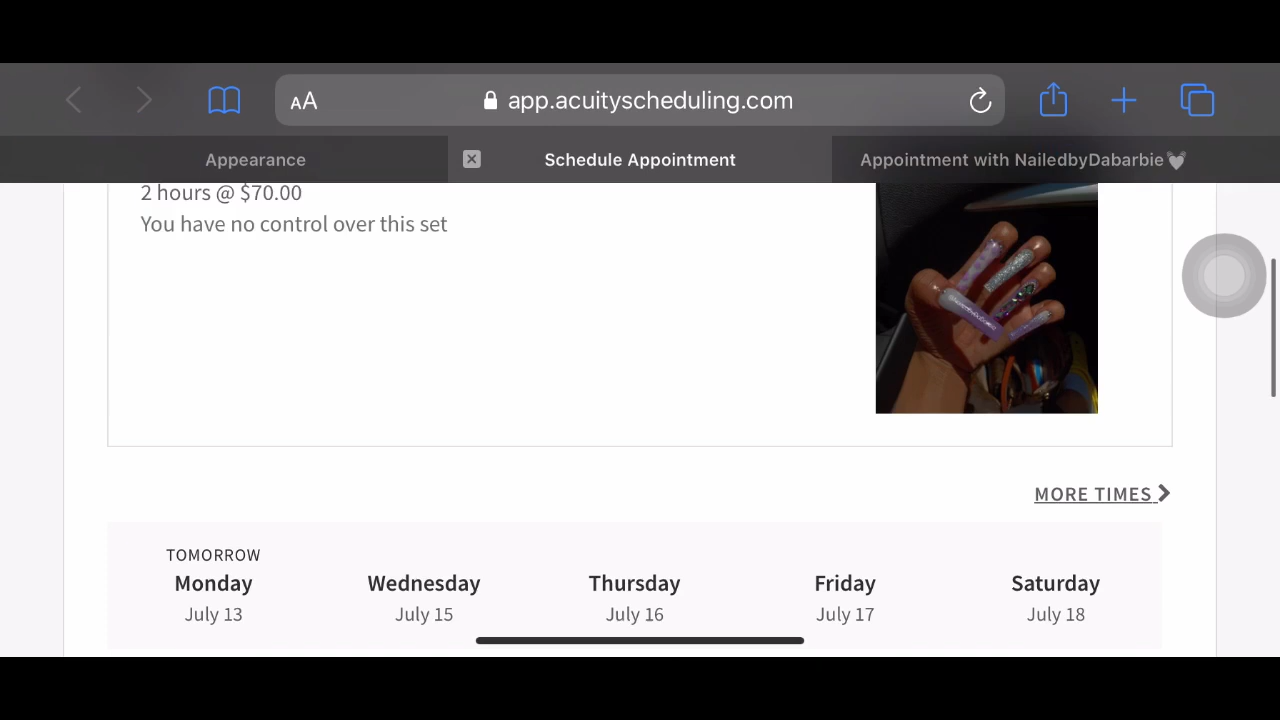 AA app.acuityscheduling.com
Appearance
Schedule Appointment
Appointment with NailedbyDabarbie
2 hours @ $70.00
You have no control over this set
MORE TIMES
TOMORROW
Monday
Wednesday
Thursday
Friday
Saturday
July 13
July 15
July 16
July 17
July 18